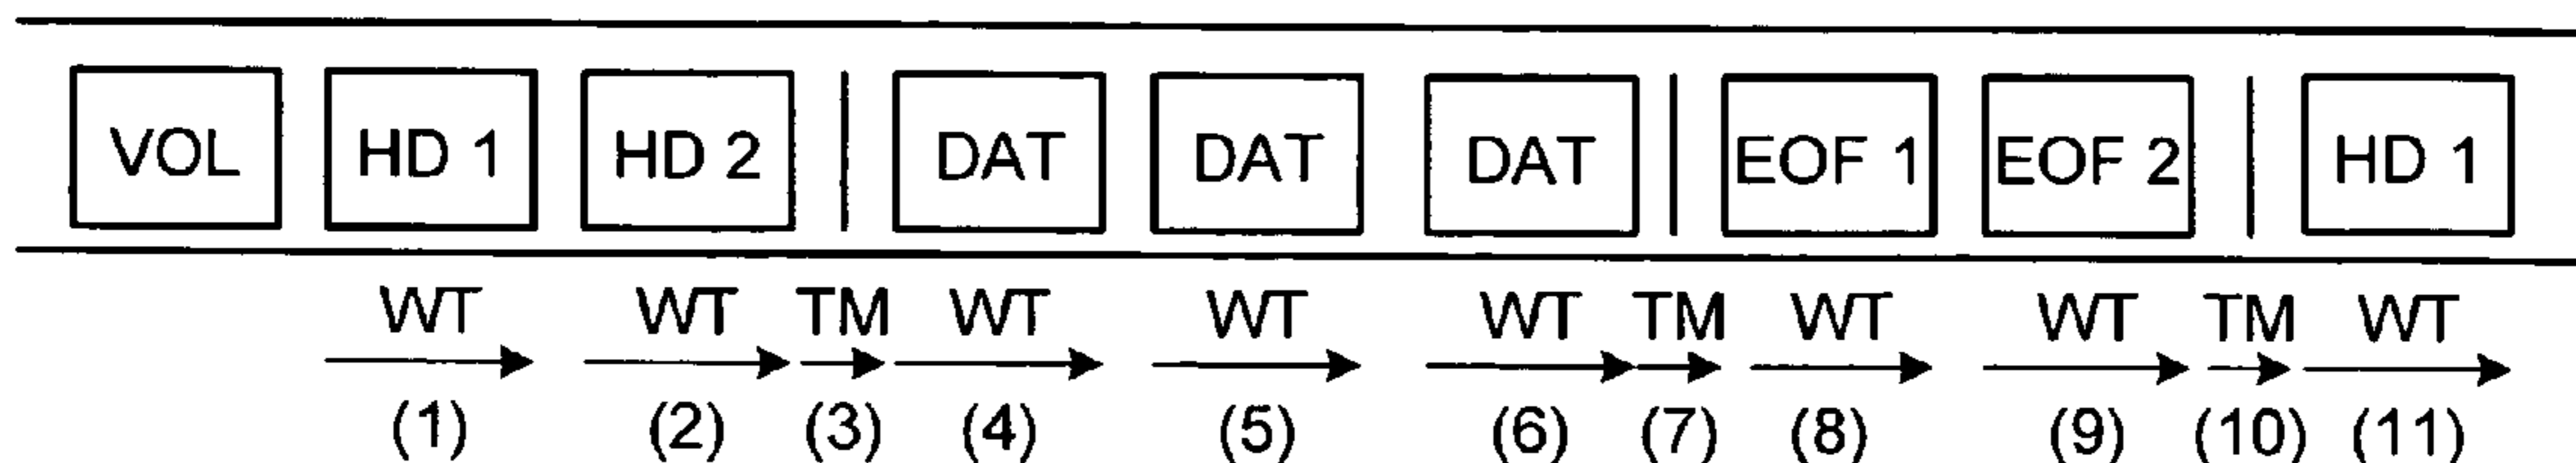 VOL HD 1 HD 2 DAT DAT DAT EOF 1 EOF 2 HD 1
WT WT TM WT WT WT TM WT WT TM WT
(1) (2) (3) (4) (5) (6) (7) (8) (9) (10) (11)